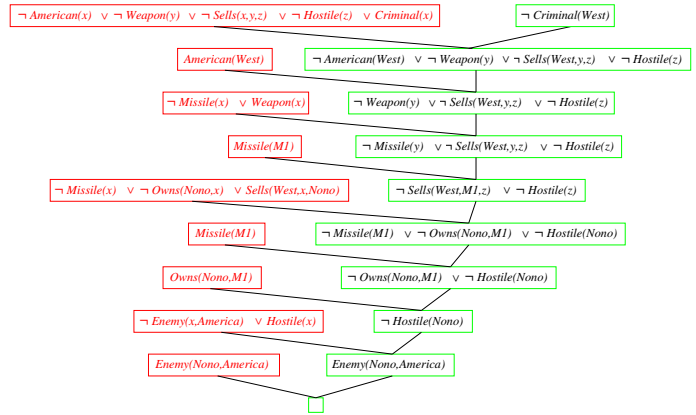 ¬ American(x) ∨ ¬ Weapon(y) ∨ ¬ Sells(x,y,z) ∨ ¬ Hostile(z) ∨ Criminal(x)
¬ Criminal(West)
American(West)
¬ American(West) ∨ ¬ Weapon(y) ∨ ¬ Sells(West,y,z) ∨ ¬ Hostile(z)
¬ Missile(x) ∨ Weapon(x)
¬ Weapon(y) ∨ ¬ Sells(West,y,z) ∨ ¬ Hostile(z)
Missile(M1)
¬ Missile(y) ∨ ¬ Sells(West,y,z) ∨ ¬ Hostile(z)
¬ Missile(x) ∨ ¬ Owns(Nono,x) ∨ Sells(West,x,Nono)
¬ Sells(West,M1,z) ∨ ¬ Hostile(z)
Missile(M1)
¬ Missile(M1) ∨ ¬ Owns(Nono,M1) ∨ ¬ Hostile(Nono)
Owns(Nono,M1)
¬ Owns(Nono,M1) ∨ ¬ Hostile(Nono)
¬ Enemy(x,America) ∨ Hostile(x)
¬ Hostile(Nono)
Enemy(Nono,America)
Enemy(Nono,America)